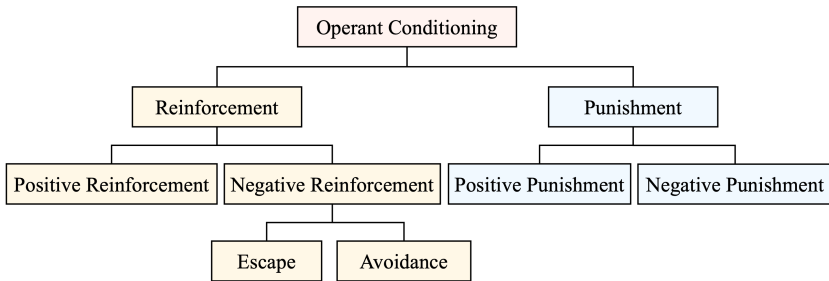 Operant Conditioning
Reinforcement
Punishment
Positive Reinforcement
Negative Reinforcement
Positive Punishment
Negative Punishment
Escape
Avoidance